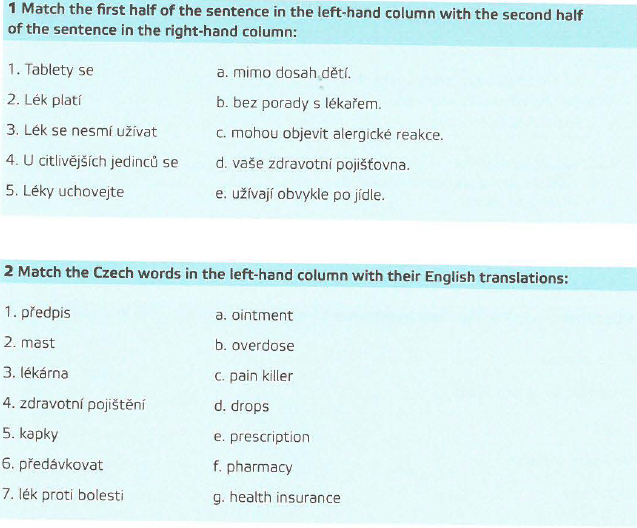 1 Match the first half of the sentence in the left-hand column with the second half
of the sentence in the right-hand column:
1. Tablety se a. mimo dosah dětí.
2. Lék platí b. bez porady s lékařem.
3. Lék se nesmí užívat c. mohou objevit alergické reakce.
4. U citlivějších jedinců se d. vaše zdravotní pojišťovna.
5. Léky uchovejte e. užívají obvykle po jídle.
2 Match the Czech words in the left-hand column with their English translations:
1. předpis a. ointment
2. mast b. overdose
3. lékárna c. pain killer
4. zdravotní pojištění d. drops
5. kapky e. prescription
6. předávkovat f. pharmacy
7. lék proti bolesti g. health insurance